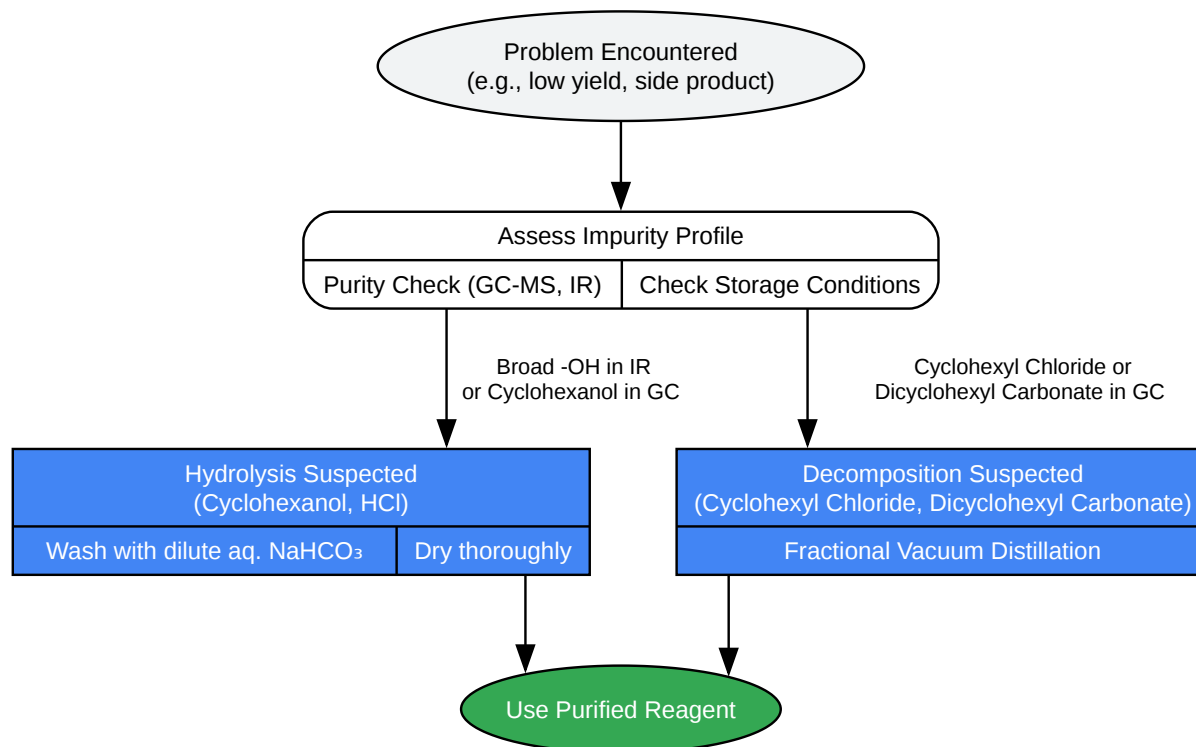 Problem Encountered
(e.g., low yield, side product)
Assess Impurity Profile
Purity Check (GC-MS, IR)
Check Storage Conditions
Broad -OH in IR
or Cyclohexanol in GC
Cyclohexyl Chloride or
Dicyclohexyl Carbonate in GC
Hydrolysis Suspected
(Cyclohexanol, HCl)
Wash with dilute aq. NaHCO₃
Dry thoroughly
Decomposition Suspected
(Cyclohexyl Chloride, Dicyclohexyl Carbonate)
Fractional Vacuum Distillation
Use Purified Reagent